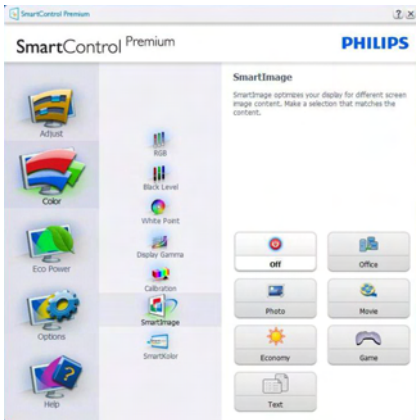 SmartControl Premium
SmartControl Premium
PHILIPS
Adjust
Color
Eco Power
Options
Help
RGB
Black Level
White Point
Display Gamma
Calibration
SmartImage
SmartKolor
SmartImage
SmartImage optimizes your display for different screen
image content. Make a selection that matches the
content.
Off
Office
Photo
Movie
Economy
Game
Text